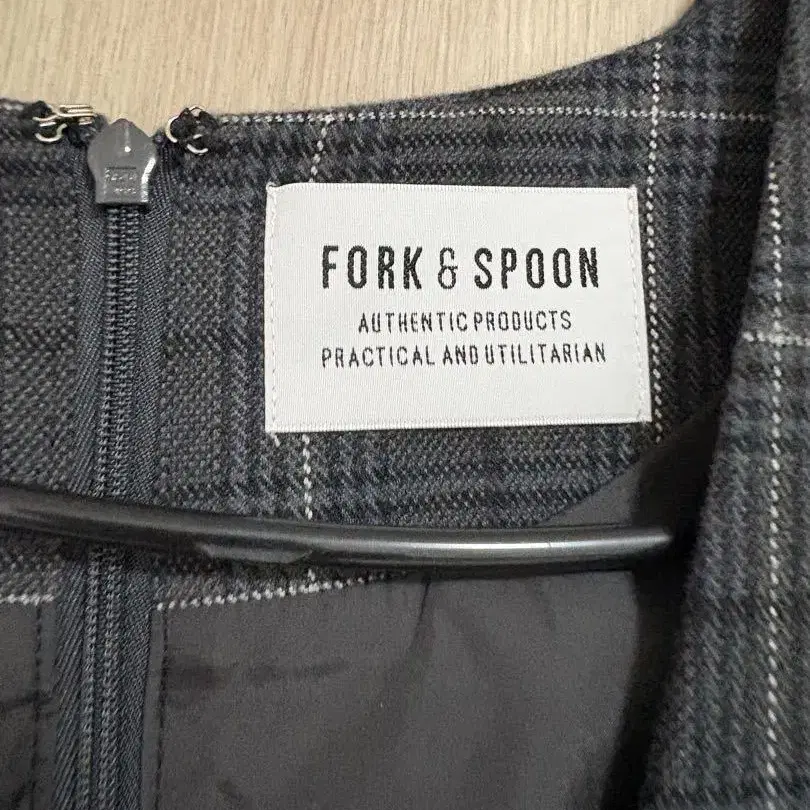 FORK & SPOON
AUTHENTIC PRODUCTS
PRACTICAL AND UTILITARIAN